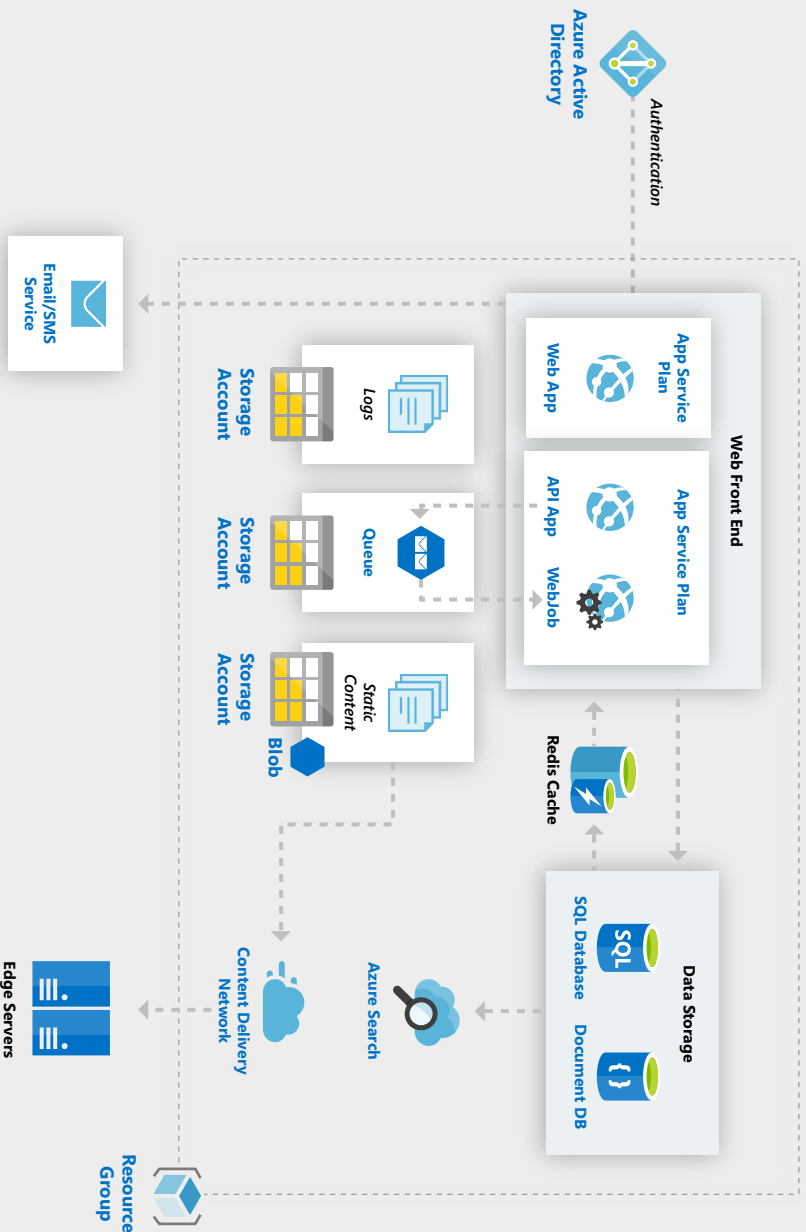 Azure Active
Directory
Authentication
Web Front End
App Service
Plan
Web App
App Service Plan
API App
WebJob
Redis Cache
Data Storage
SQL
SQL Database
{ }
Document DB
Email/SMS
Service
Logs
Storage
Account
Queue
Storage
Account
Static
Content
Storage
Account
Blob
Azure Search
Content Delivery
Network
Edge Servers
Resource
Group